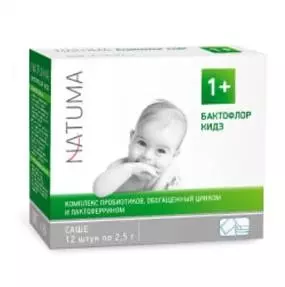 NATUMA
1+
БАКТОФЛОР
КИДЗ
КОМПЛЕКС ПРОБИОТИКОВ, ОБОГАЩЕННЫЙ ЦИНКОМ
И ЛАКТОФЕРРИНОМ
САШЕ
12 ШТУК ПО 2,5 г